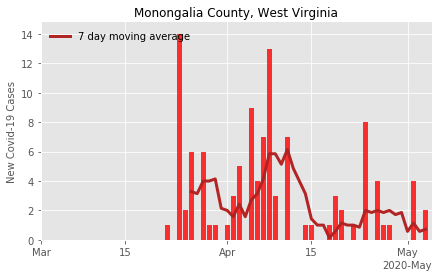 Monongalia County, West Virginia
7 day moving average
New Covid-19 Cases
14
12
10
8
6
4
2
0
Mar
15
Apr
15
May
2020-May